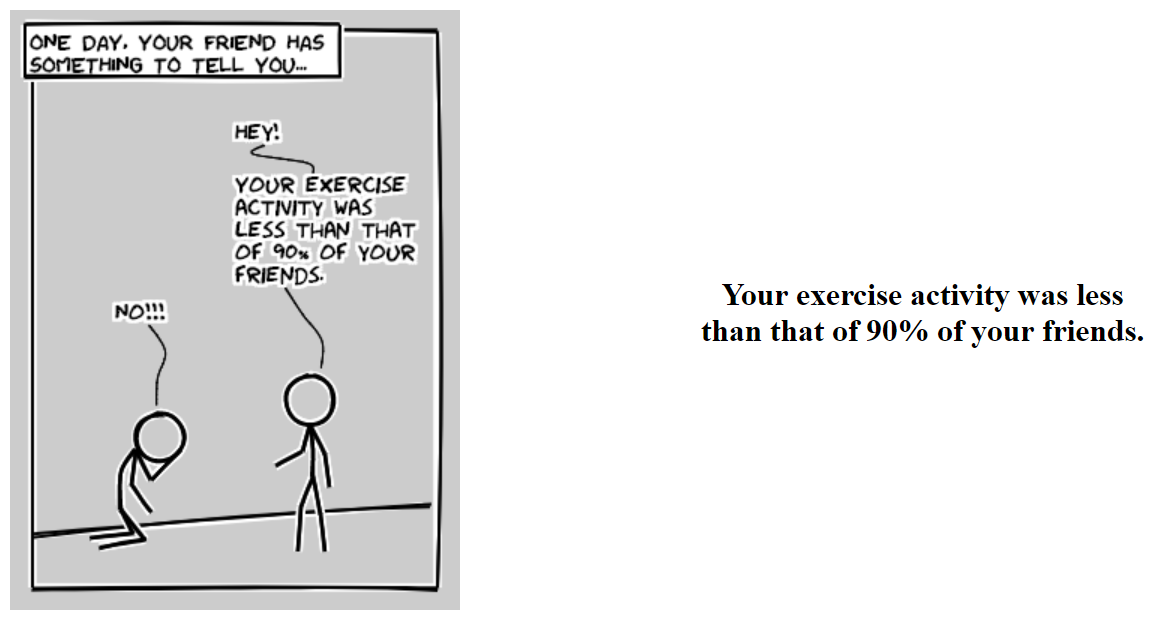 ONE DAY, YOUR FRIEND HAS
SOMETHING TO TELL YOU...
HEY!
YOUR EXERCISE
ACTIVITY WAS
LESS THAN THAT
OF 90% OF YOUR
FRIENDS.
NO!!!
Your exercise activity was less
than that of 90% of your friends.